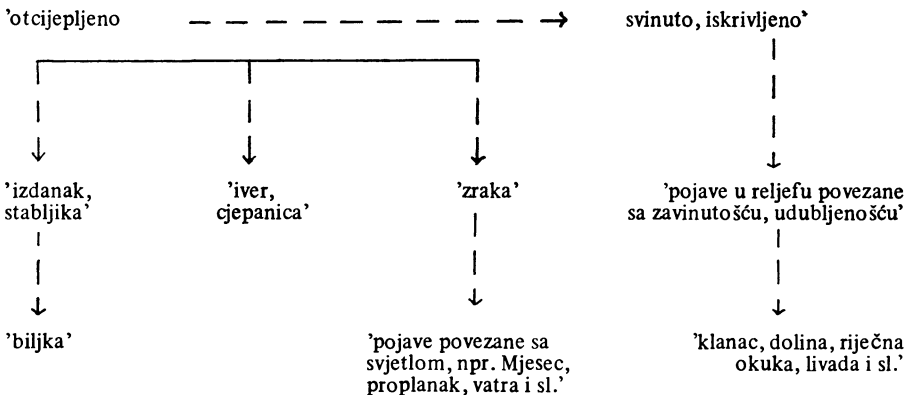 'otcijepljeno
svinuto, iskrivljeno'
'izdanak,
stabljika'
'iver,
cjepanica'
'zraka'
'pojave u reljefu povezane
sa zavinutošću, udubljenošću'
'biljka'
'pojave povezane sa
svjetlom, npr. Mjesec,
proplanak, vatra i sl.'
'klanac, dolina, riječna
okuka, livada i sl.'